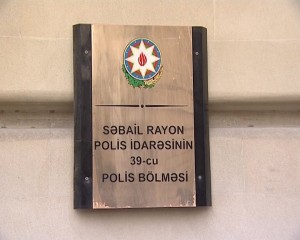 SƏBAİL RAYON
POLİS İDARƏSİNİN
39-cu
POLİS BÖLMƏSİ